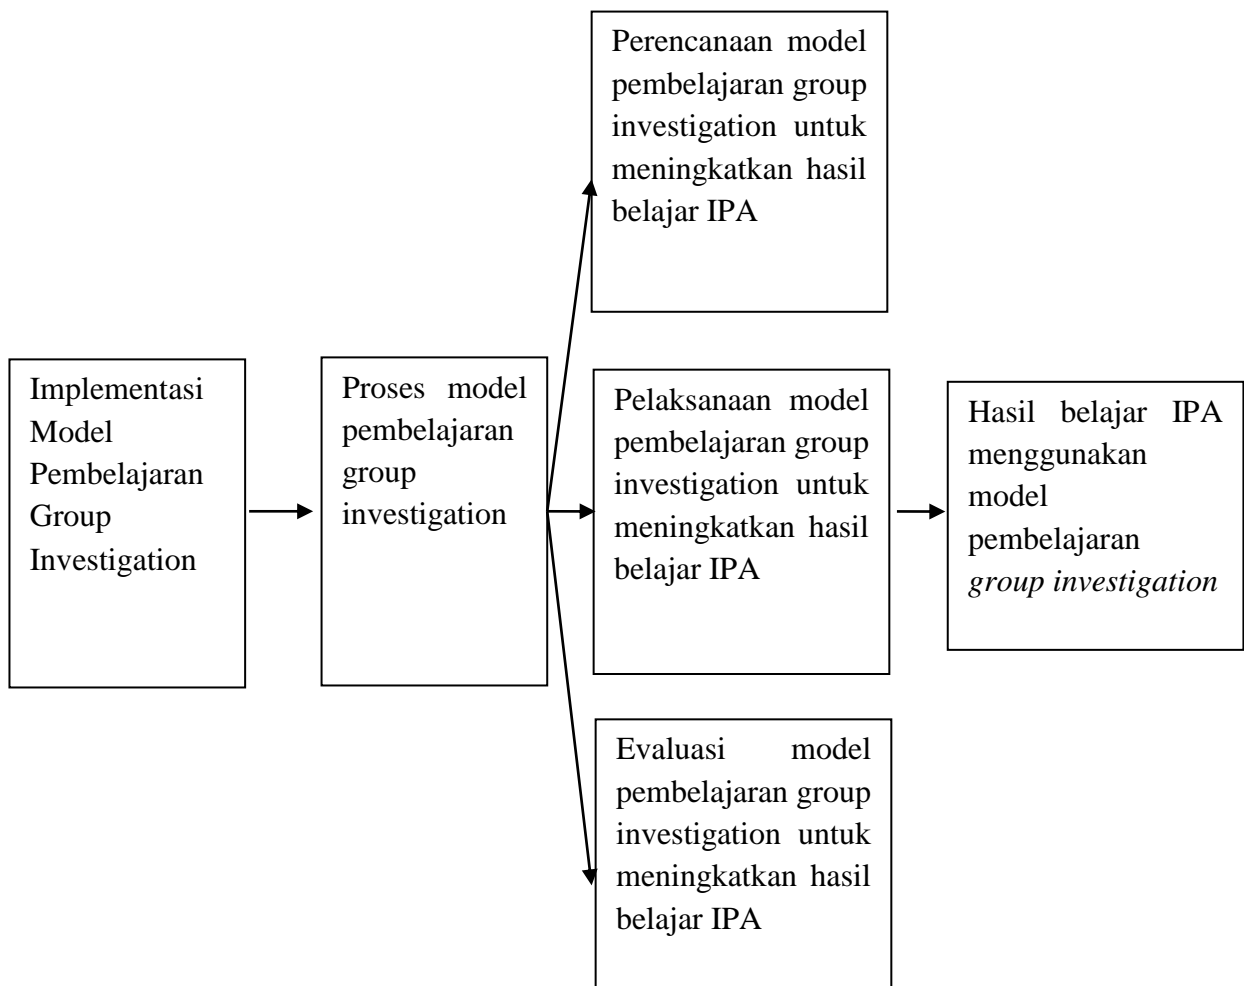 Perencanaan model
pembelajaran group
investigation untuk
meningkatkan hasil
belajar IPA
Implementasi
Model
Pembelajaran
Group
Investigation
Proses model
pembelajaran
group
investigation
Pelaksanaan model
pembelajaran group
investigation untuk
meningkatkan hasil
belajar IPA
Hasil belajar IPA
menggunakan
model
pembelajaran
group investigation
Evaluasi model
pembelajaran group
investigation untuk
meningkatkan hasil
belajar IPA